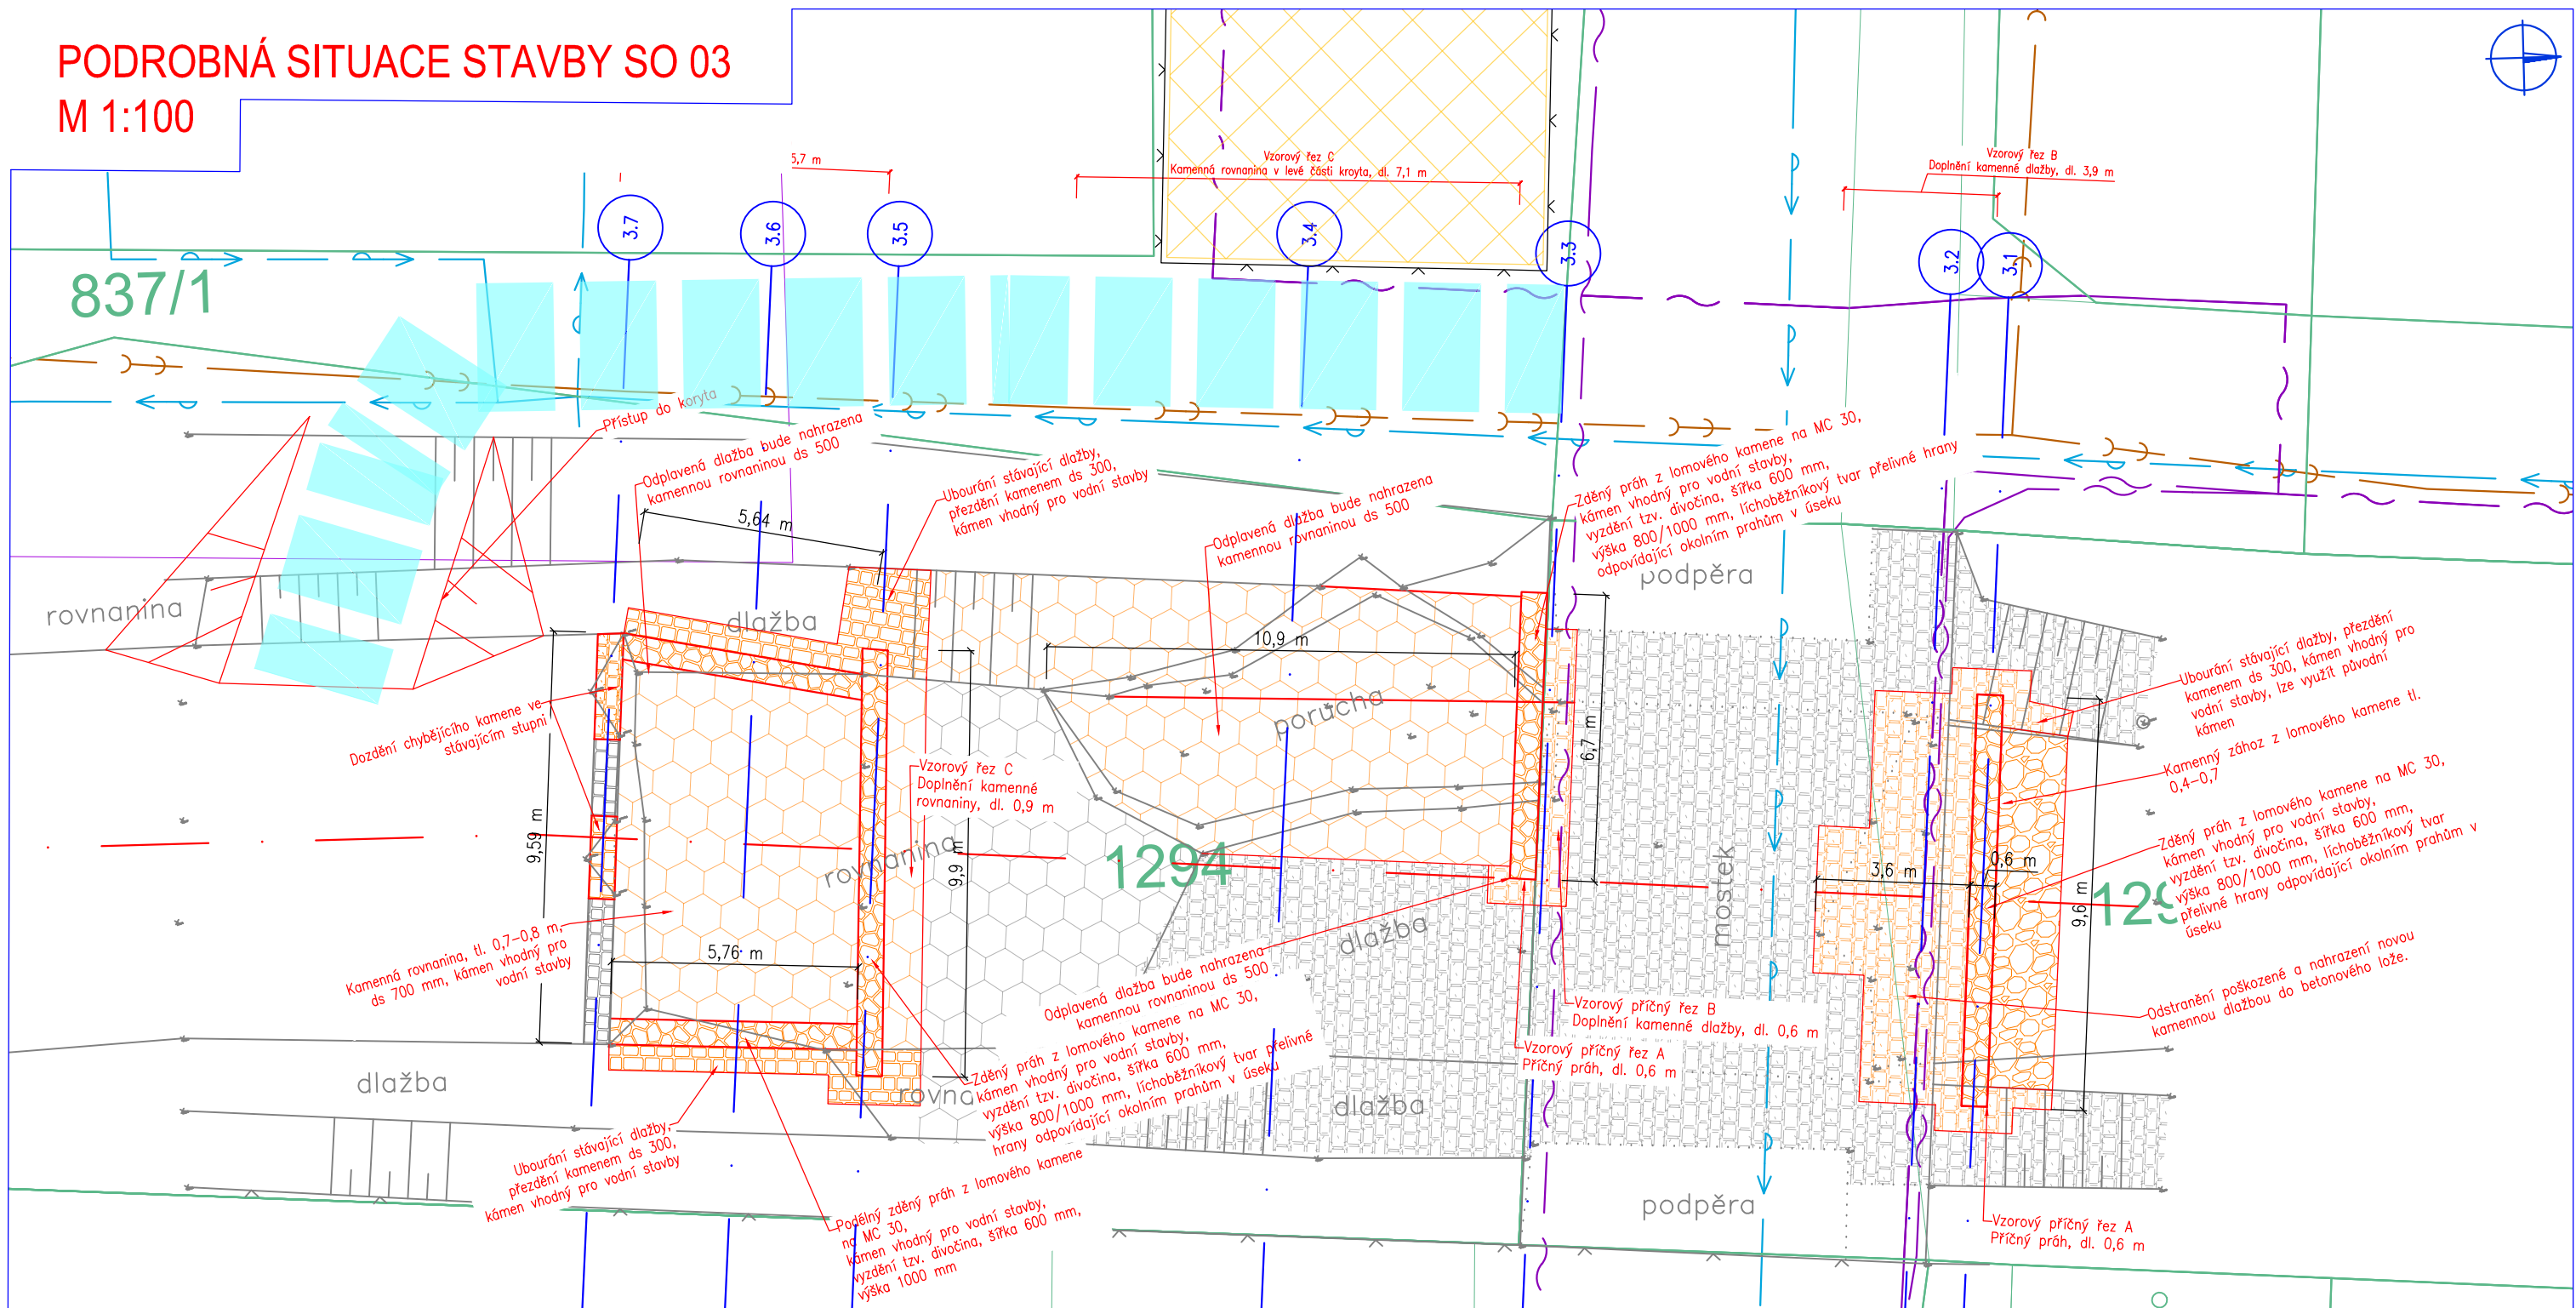 PODROBNÁ SITUACE STAVBY SO 03
M 1:100
5,7 m
Vzorový řez C
Kamenná rovnanina v levé části kroyta, dl. 7,1 m
Vzorový řez B
Doplnění kamenné dlažby, dl. 3,9 m
3.7
3.6
3.5
3.4
3.3
3.2
3.1
837/1
Přístup do koryta
Odplavená dlažba bude nahrazena
kamennou rovnaninou ds 500
Ubourání stávající dlažby,
přezdění kamenem ds 300,
kámen vhodný pro vodní stavby
Odplavená dlažba bude nahrazena
kamennou rovnaninou ds 500
Zděný práh z lomového kamene na MC 30,
kámen vhodný pro vodní stavby,
vyzdění tzv. divočina, šířka 600 mm,
výška 800/1000 mm, líchoběžníkový tvar přelivné hrany
odpovídající okolním prahům v úseku
5,64 m
podpěra
rovnanina
dlažba
10,9 m
porucha
6,7 m
Ubourání stávající dlažby, přezdění
kamenem ds 300, kámen vhodný pro
vodní stavby, lze využít původní
kámen
Kamenný zához z lomového kamene tl.
0,4-0,7
Dozdění chybějícího kamene ve
stávajícím stupni
Vzorový řez C
Doplnění kamenné
rovnaniny, dl. 0,9 m
9,59 m
rovnanina
9,9 m
1294
mostek
3,6 m
0,6 m
9,6 m
129
Zděný práh z lomového kamene na MC 30,
kámen vhodný pro vodní stavby,
vyzdění tzv. divočina, šířka 600 mm,
výška 800/1000 mm, líchoběžníkový tvar
přelivné hrany odpovídající okolním prahům v
úseku
Kamenná rovnanina, tl. 0,7-0,8 m,
ds 700 mm, kámen vhodný pro
vodní stavby
5,76 m
dlažba
Odplavená dlažba bude nahrazena
kamennou rovnaninou ds 500
Vzorový příčný řez B
Doplnění kamenné dlažby, dl. 0,6 m
Vzorový příčný řez A
Příčný práh, dl. 0,6 m
Odstranění poškozené a nahrazení novou
kamennou dlažbou do betonového lože.
Zděný práh z lomového kamene na MC 30,
kámen vhodný pro vodní stavby,
vyzdění tzv. divočina, šířka 600 mm,
výška 800/1000 mm, líchoběžníkový tvar přelivné
hrany odpovídající okolním prahům v úseku
dlažba
rovna
dlažba
Ubourání stávající dlažby,
přezdění kamenem ds 300,
kámen vhodný pro vodní stavby
Podélný zděný práh z lomového kamene
na MC 30,
kámen vhodný pro vodní stavby,
vyzdění tzv. divočina, šířka 600 mm,
výška 1000 mm
podpěra
Vzorový příčný řez A
Příčný práh, dl. 0,6 m